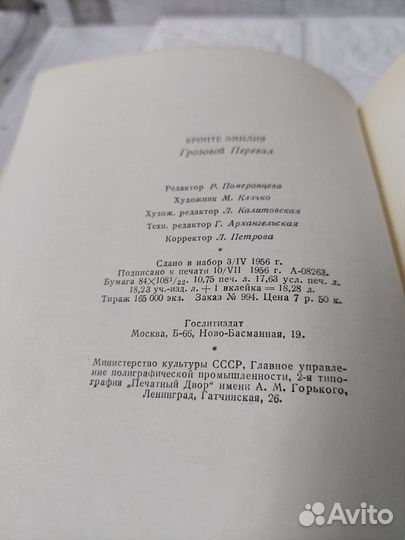 БРОНТЕ ЭМИЛИЯ
Грозовой Перевал
Редактор Р. Померанцева
Художник М. Клячко
Худож. редактор Л. Калитовская
Техн. редактор Г. Архангельская
Корректор Л. Петрова
*
Сдано в набор 3/IV 1956 г.
Подписано к печати 10/VII 1956 г. А-08263.
Бумага 84×108¹/₃₂. 10,75 печ. л. 17,63 усл. печ. л.
18,23 уч.-изд. л. + 1 вклейка = 18,28 л.
Тираж 165 000 экз. Заказ № 994. Цена 7 р. 50 к.
Гослитиздат
Москва, Б-66, Ново-Басманная, 19.
*
Министерство культуры СССР, Главное управле-
ние полиграфической промышленности, 2-я типо-
графия „Печатный Двор" имени А. М. Горького,
Ленинград, Гатчинская, 26.
Avito